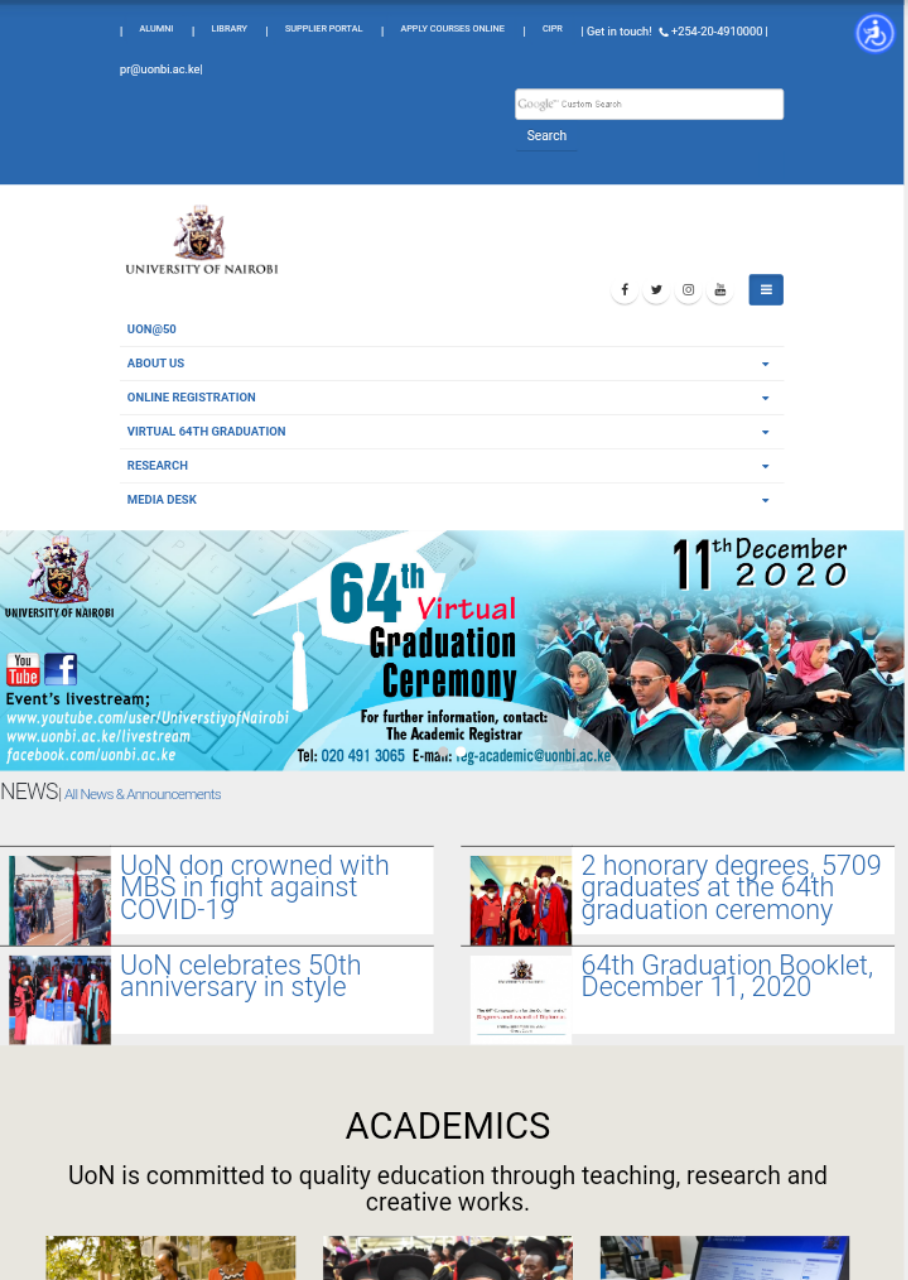 | ALUMNI | LIBRARY | SUPPLIER PORTAL | APPLY COURSES ONLINE | CIPR | Get in touch! +254-20-4910000 |
pr@uonbi.ac.ke|
Google™ Custom Search
Search
UNIVERSITY OF NAIROBI
UON@50
ABOUT US
ONLINE REGISTRATION
VIRTUAL 64TH GRADUATION
RESEARCH
MEDIA DESK
11th December
2020
64th
Virtual
Graduation
Ceremony
UNIVERSITY OF NAIROBI
You
Tube
Event's livestream;
www.youtube.com/user/UniverstiyofNairobi
www.uonbi.ac.ke/livestream
facebook.com/uonbi.ac.ke
For further information, contact:
The Academic Registrar
Tel: 020 491 3065 E-mail: reg-academic@uonbi.ac.ke
NEWS| All News & Announcements
UoN don crowned with
MBS in fight against
COVID-19
2 honorary degrees, 5709
graduates at the 64th
graduation ceremony
UoN celebrates 50th
anniversary in style
64th Graduation Booklet,
December 11, 2020
ACADEMICS
UoN is committed to quality education through teaching, research and
creative works.